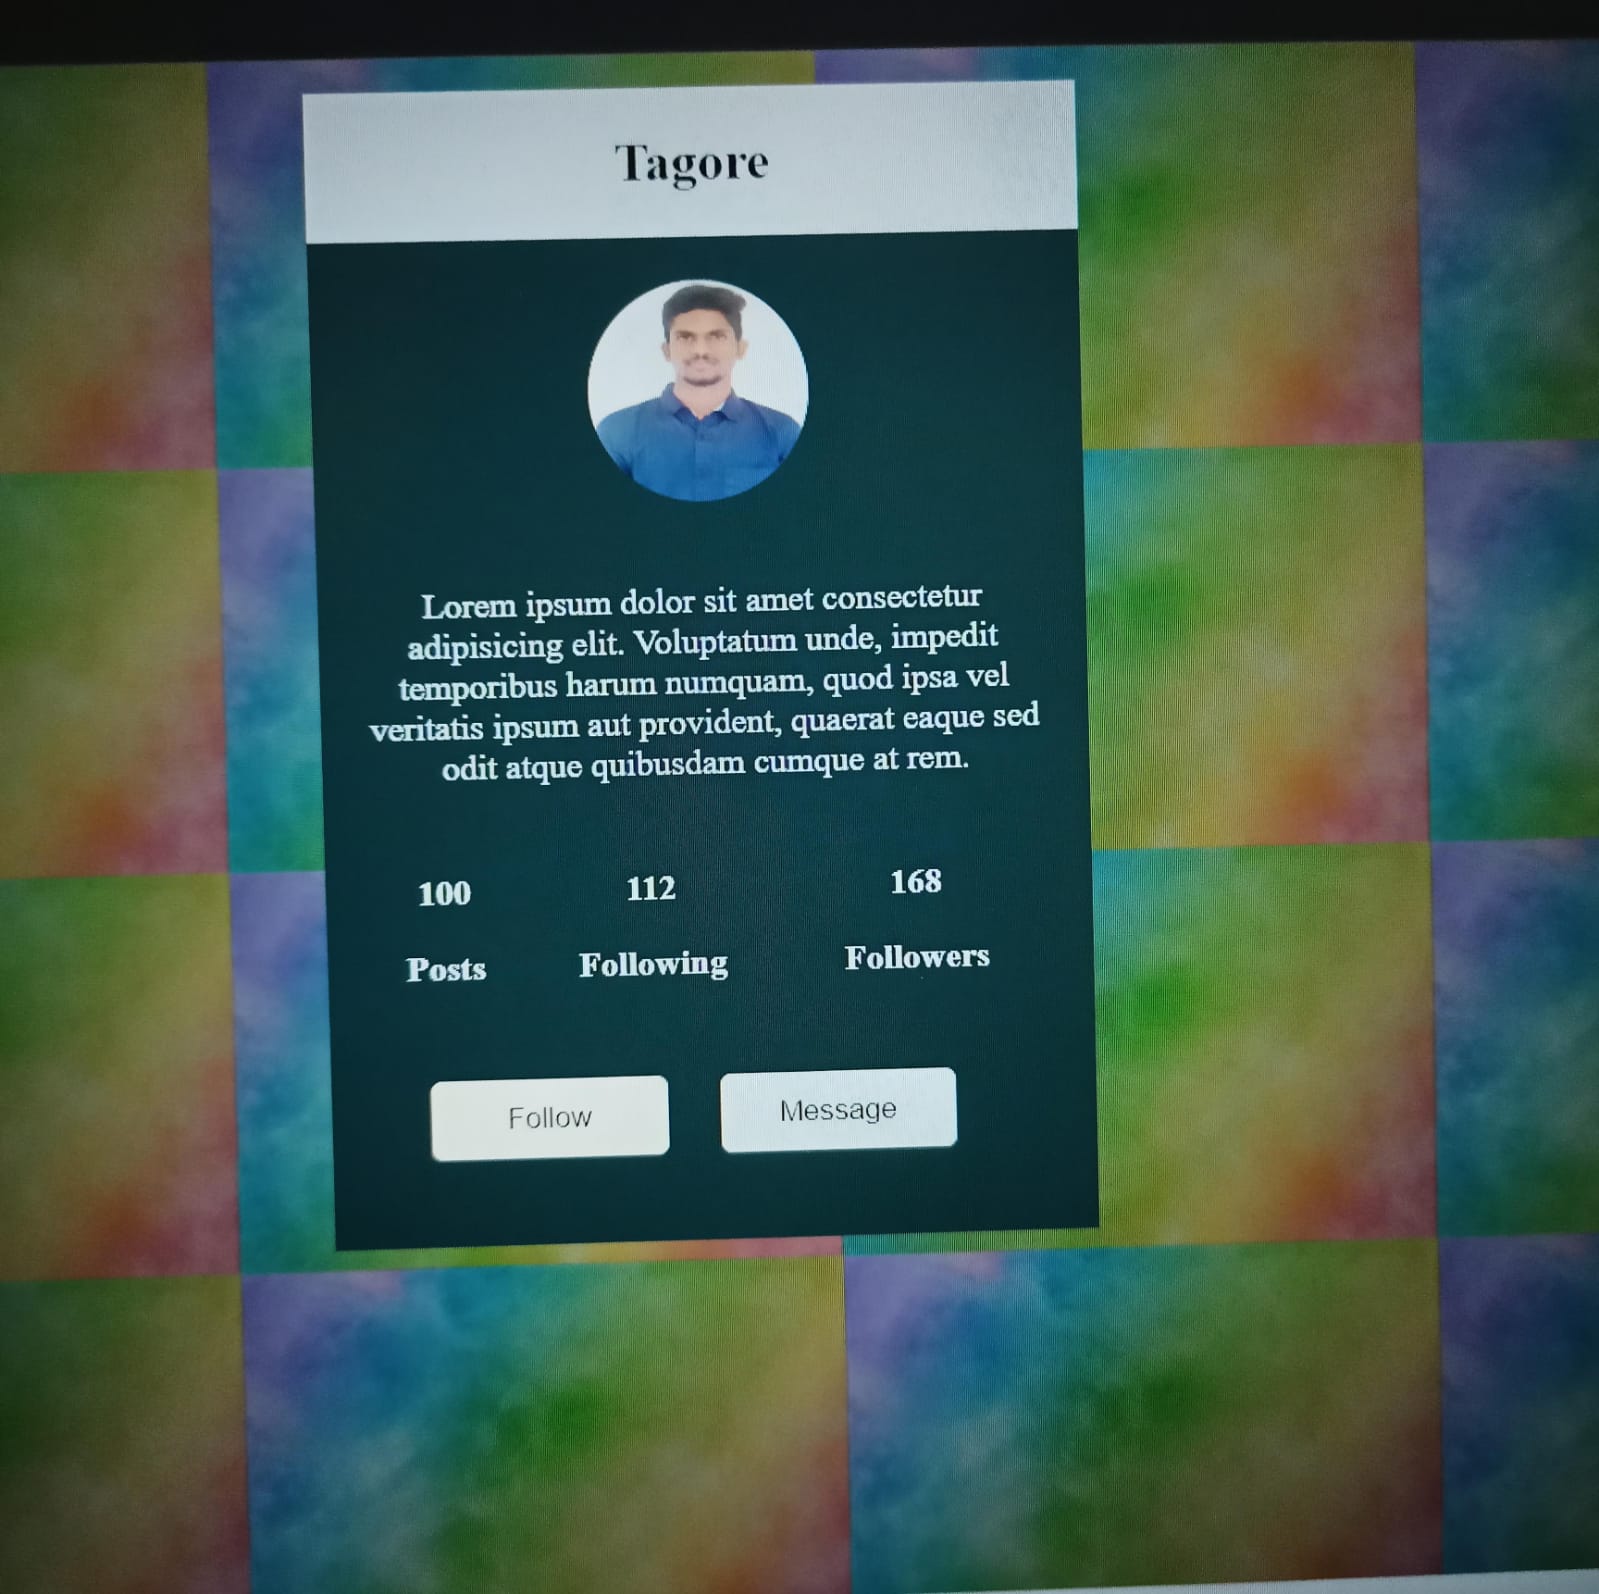 Tagore
Lorem ipsum dolor sit amet consectetur
adipisicing elit. Voluptatum unde, impedit
temporibus harum numquam, quod ipsa vel
veritatis ipsum aut provident, quaerat eaque sed
odit atque quibusdam cumque at rem.
100 112 168
Posts Following Followers
Follow Message